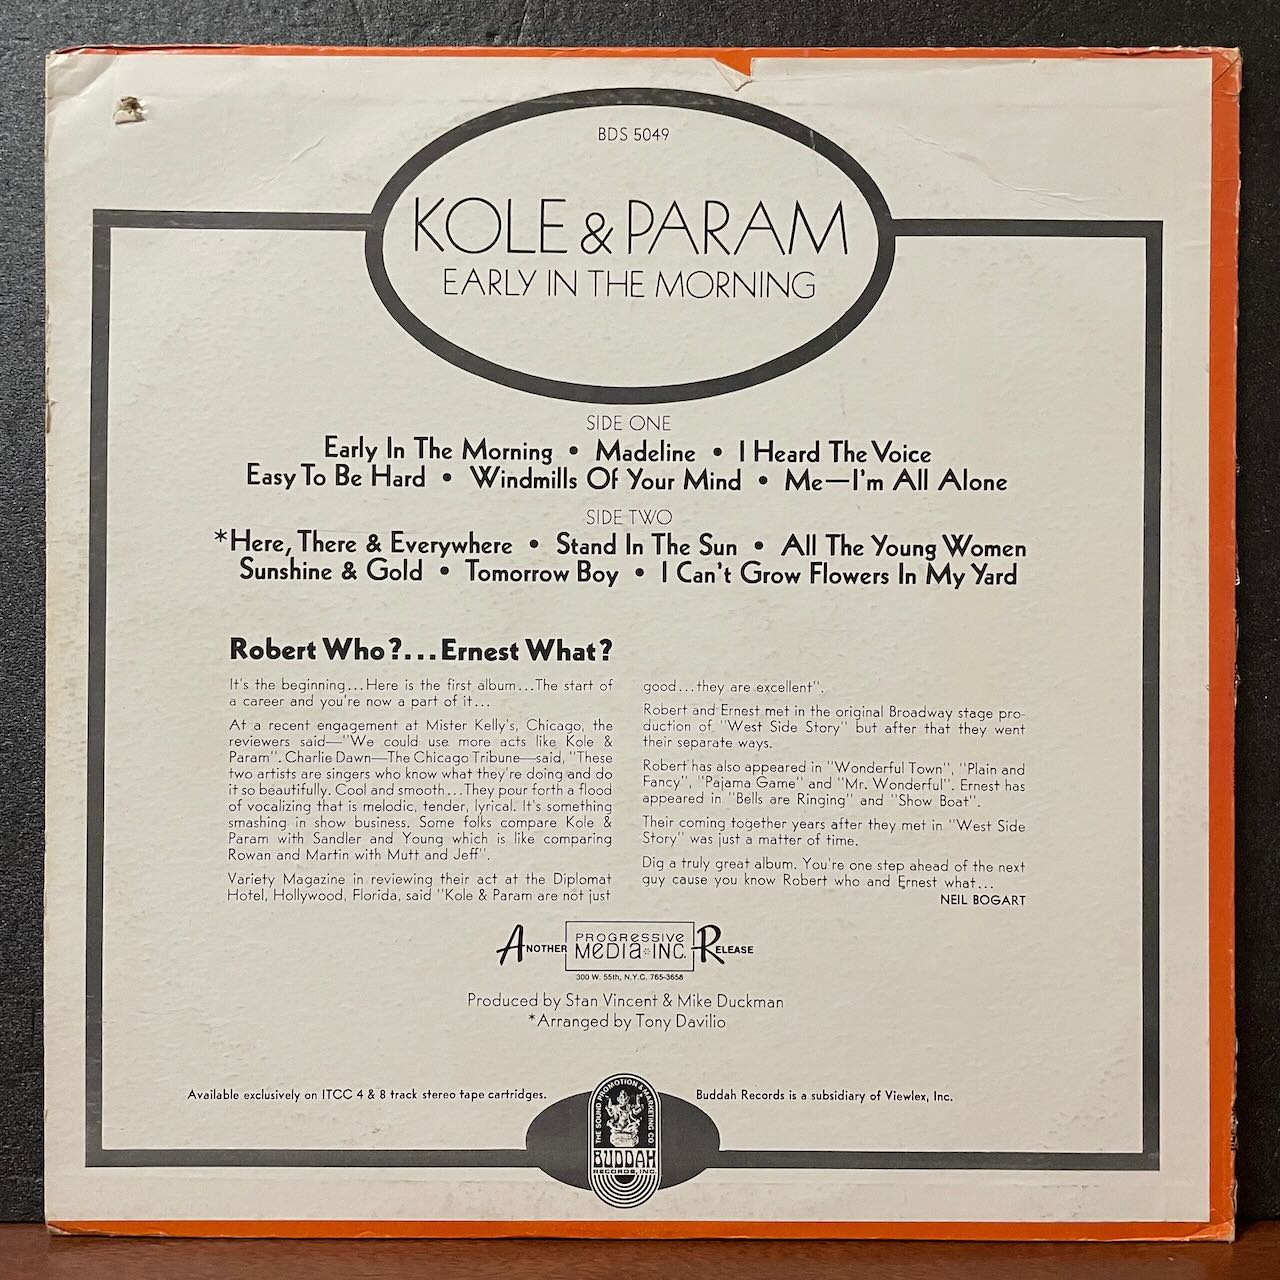 BDS 5049
KOLE & PARAM
EARLY IN THE MORNING
SIDE ONE
Early In The Morning • Madeline • I Heard The Voice
Easy To Be Hard • Windmills Of Your Mind • Me—I'm All Alone
SIDE TWO
*Here, There & Everywhere • Stand In The Sun • All The Young Women
Sunshine & Gold • Tomorrow Boy • I Can't Grow Flowers In My Yard
Robert Who?...Ernest What?
It's the beginning...Here is the first album...The start of
a career and you're now a part of it...
At a recent engagement at Mister Kelly's, Chicago, the
reviewers said—"We could use more acts like Kole &
Param". Charlie Dawn—The Chicago Tribune—said, "These
two artists are singers who know what they're doing and do
it so beautifully. Cool and smooth...They pour forth a flood
of vocalizing that is melodic, tender, lyrical. It's something
smashing in show business. Some folks compare Kole &
Param with Sandler and Young which is like comparing
Rowan and Martin with Mutt and Jeff".
Variety Magazine in reviewing their act at the Diplomat
Hotel, Hollywood, Florida, said "Kole & Param are not just
good...they are excellent".
Robert and Ernest met in the original Broadway stage pro-
duction of "West Side Story" but after that they went
their separate ways.
Robert has also appeared in "Wonderful Town", "Plain and
Fancy", "Pajama Game" and "Mr. Wonderful". Ernest has
appeared in "Bells are Ringing" and "Show Boat".
Their coming together years after they met in "West Side
Story" was just a matter of time.
Dig a truly great album. You're one step ahead of the next
guy cause you know Robert who and Ernest what...
NEIL BOGART
ANOTHER PROGRESSIVE MEDIA INC. RELEASE
300 W. 55th, N.Y.C. 765-3658
Produced by Stan Vincent & Mike Duckman
*Arranged by Tony Davilio
Available exclusively on ITCC 4 & 8 track stereo tape cartridges.
THE SOUND PROMOTION & MARKETING CO
BUDDAH
RECORDS, INC.
Buddah Records is a subsidiary of Viewlex, Inc.